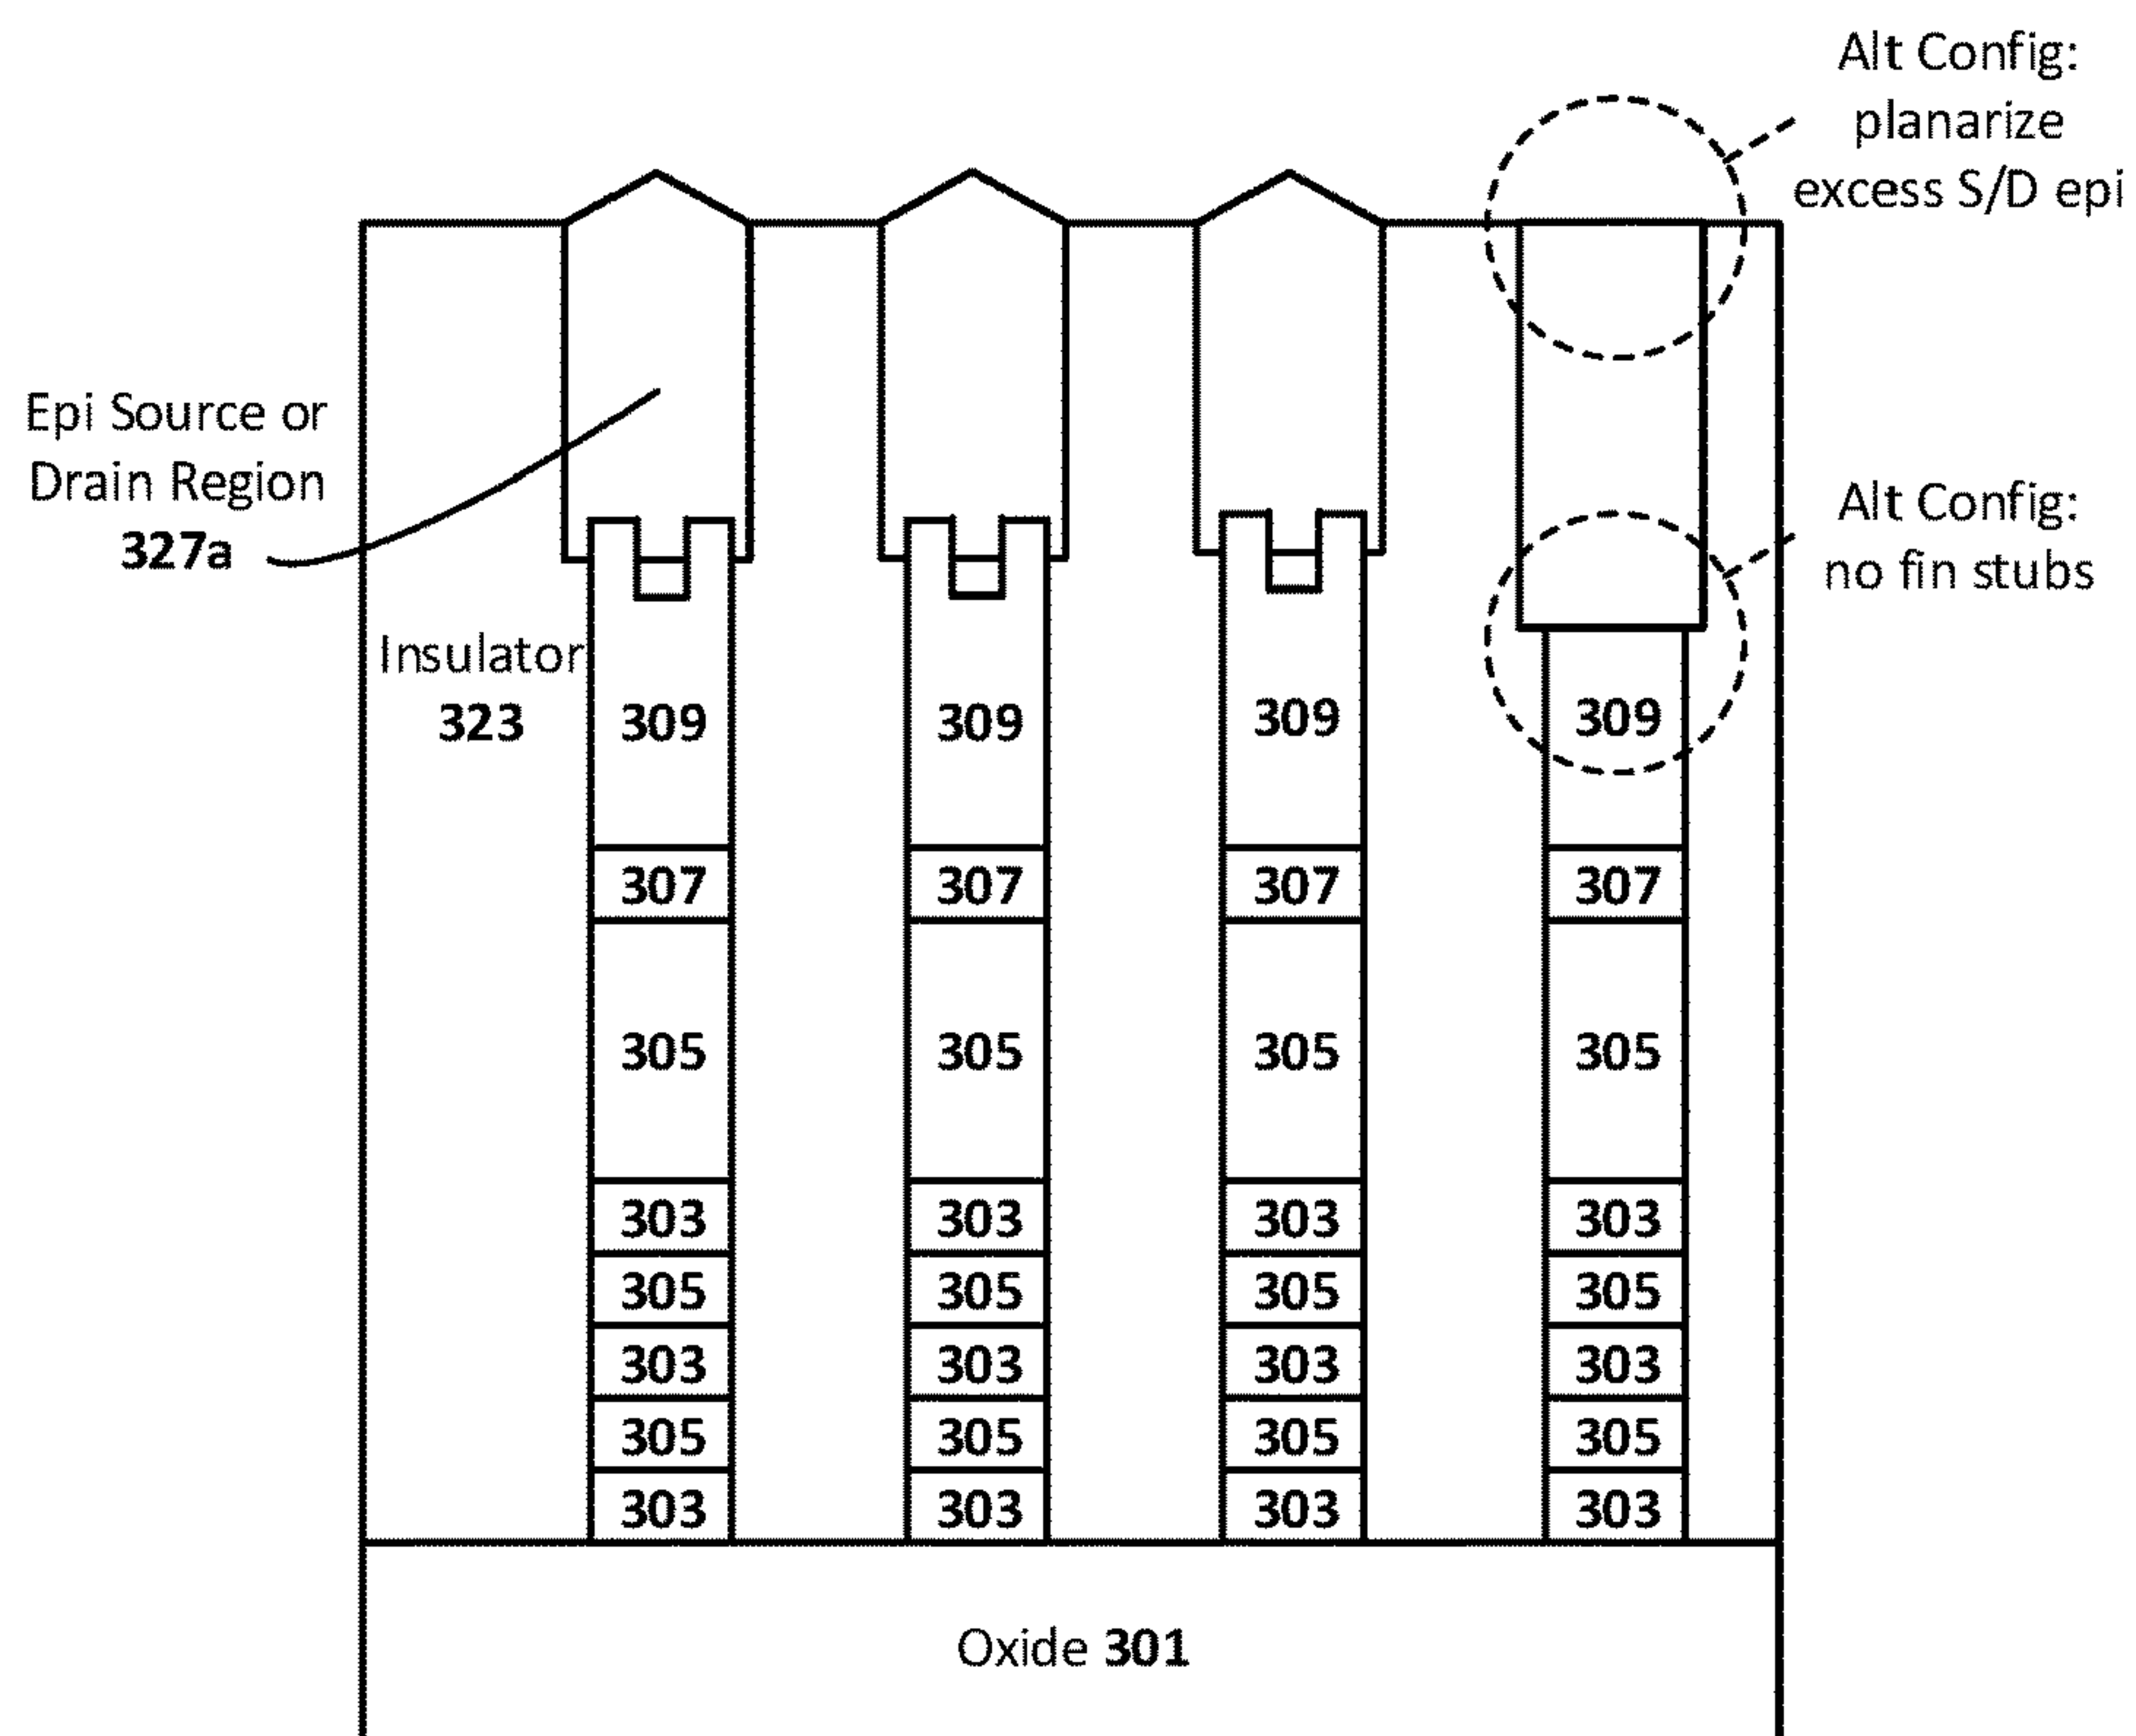 Alt Config:
planarize
excess S/D epi
Epi Source or
Drain Region
327a
Alt Config:
no fin stubs
Insulator
323
309 309 309 309
307 307 307 307
305 305 305 305
303 303 303 303
305 305 305 305
303 303 303 303
305 305 305 305
303 303 303 303
Oxide 301